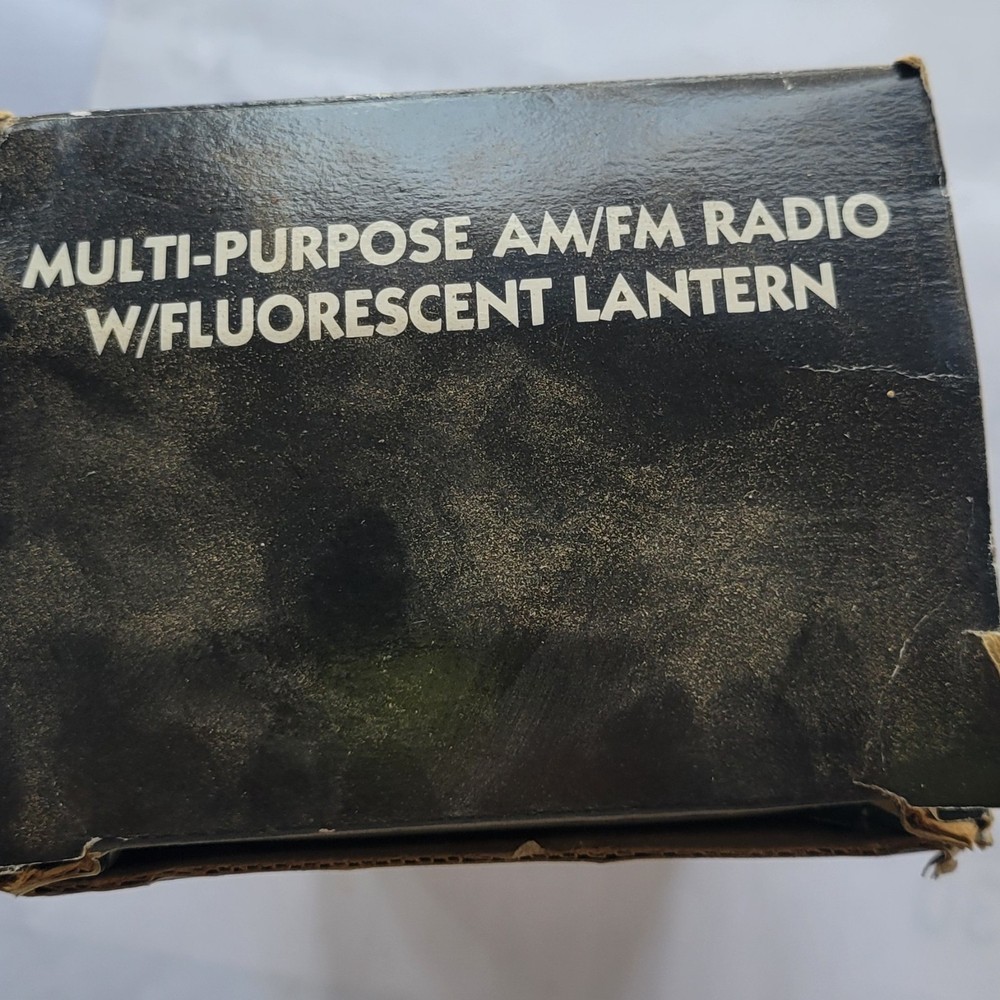 MULTI-PURPOSE AM/FM RADIO
W/FLUORESCENT LANTERN